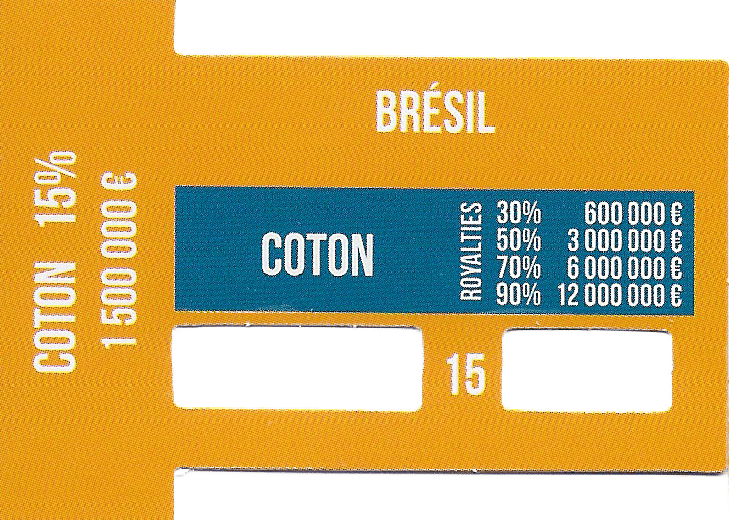 COTON 15%
1 500 000 €
BRÉSIL
COTON
ROYALTIES
30% 600 000 €
50% 3 000 000 €
70% 6 000 000 €
90% 12 000 000 €
15